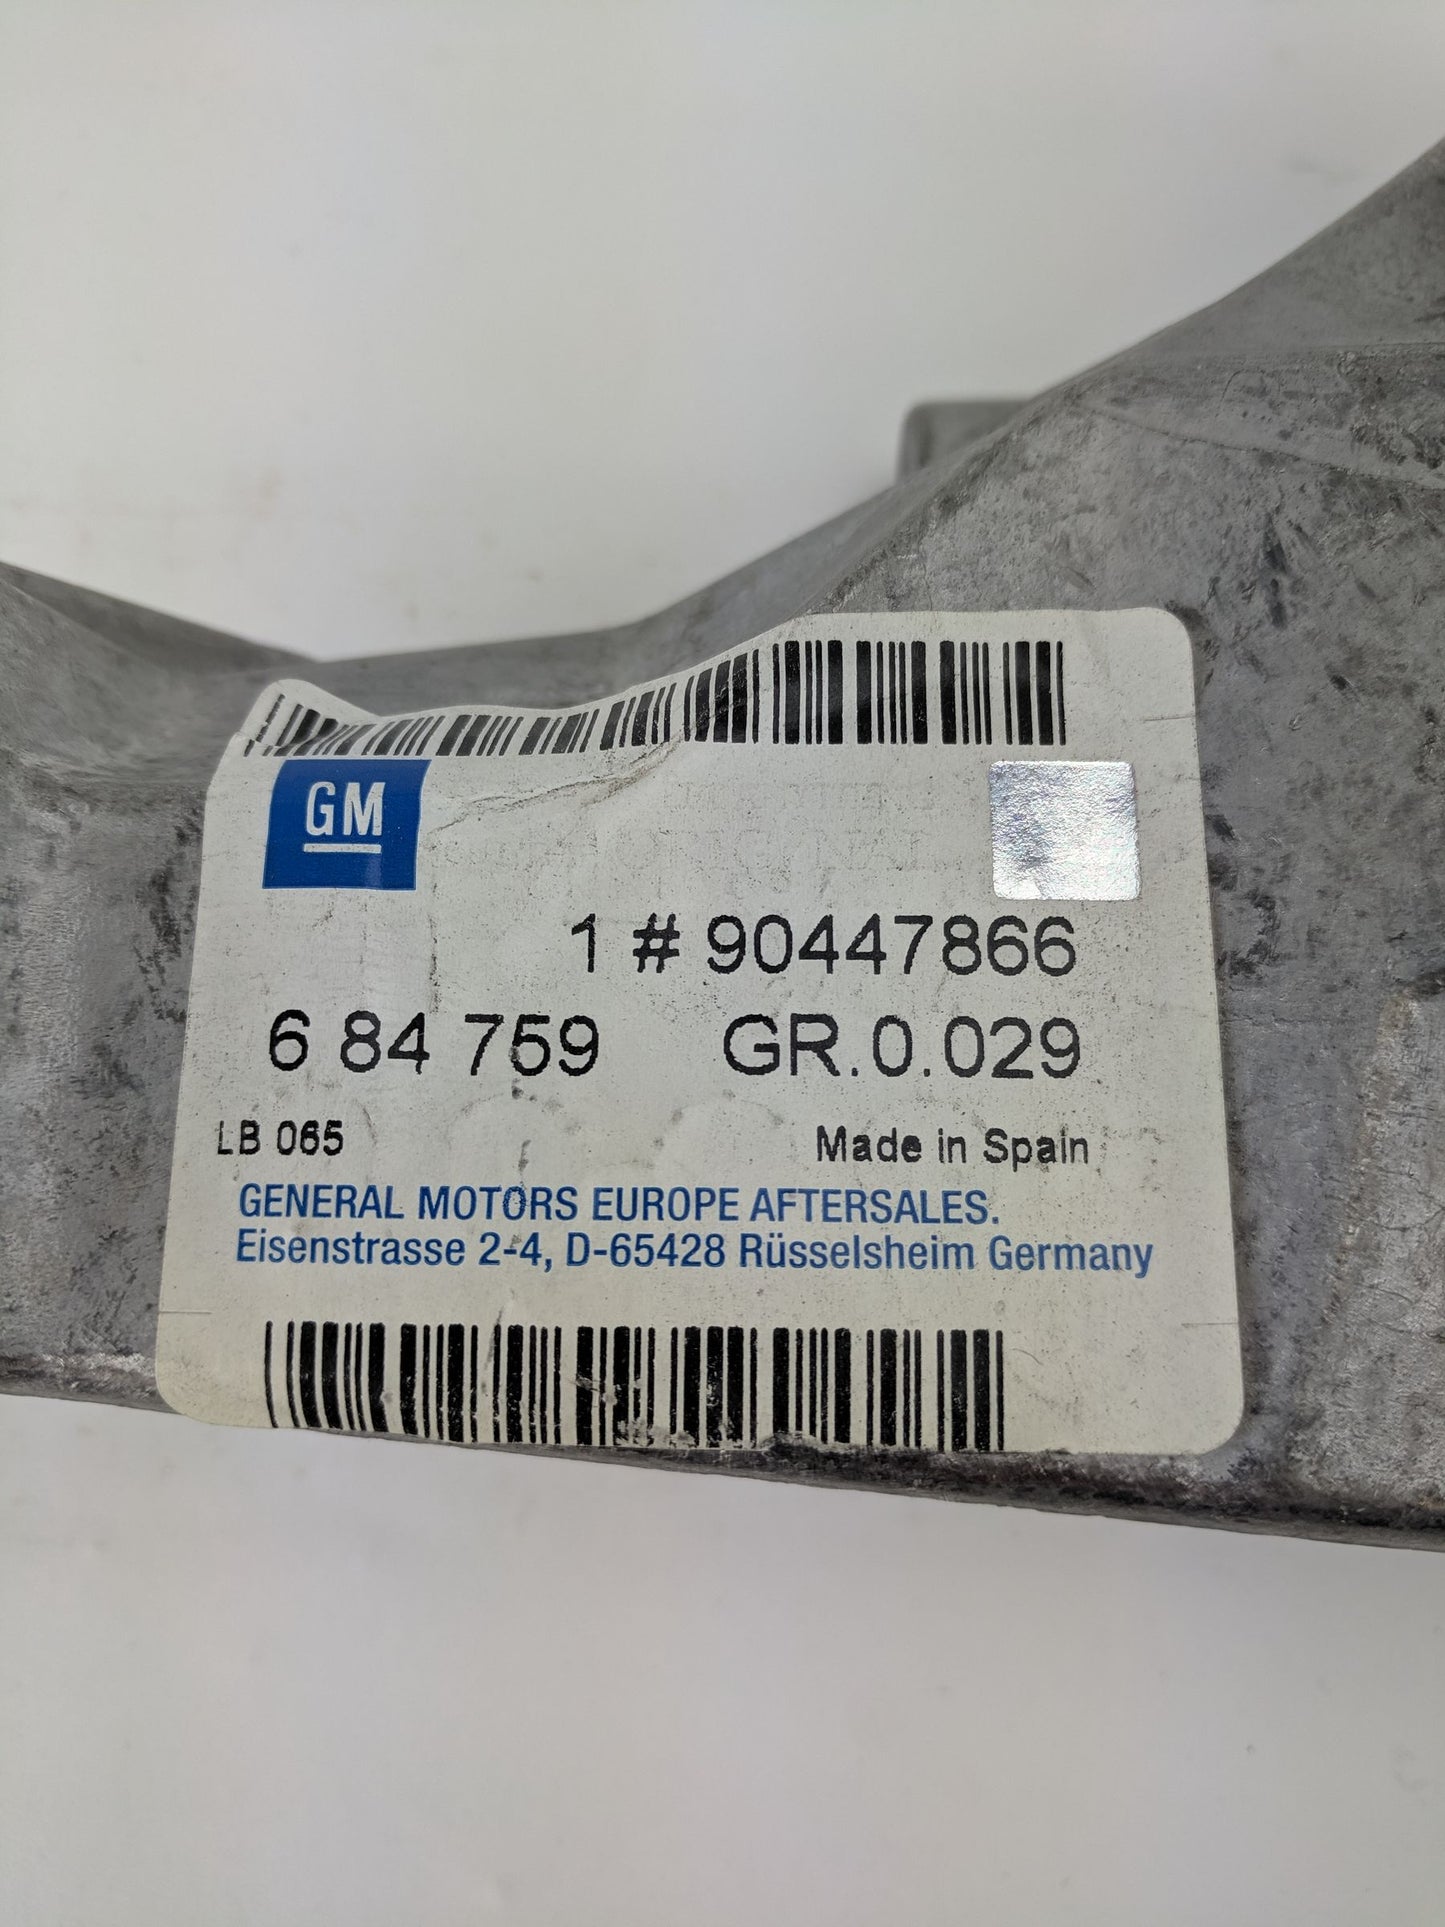 GM
1 # 90447866
6 84 759 GR.0.029
LB 065 Made in Spain
GENERAL MOTORS EUROPE AFTERSALES.
Eisenstrasse 2-4, D-65428 Rüsselsheim Germany